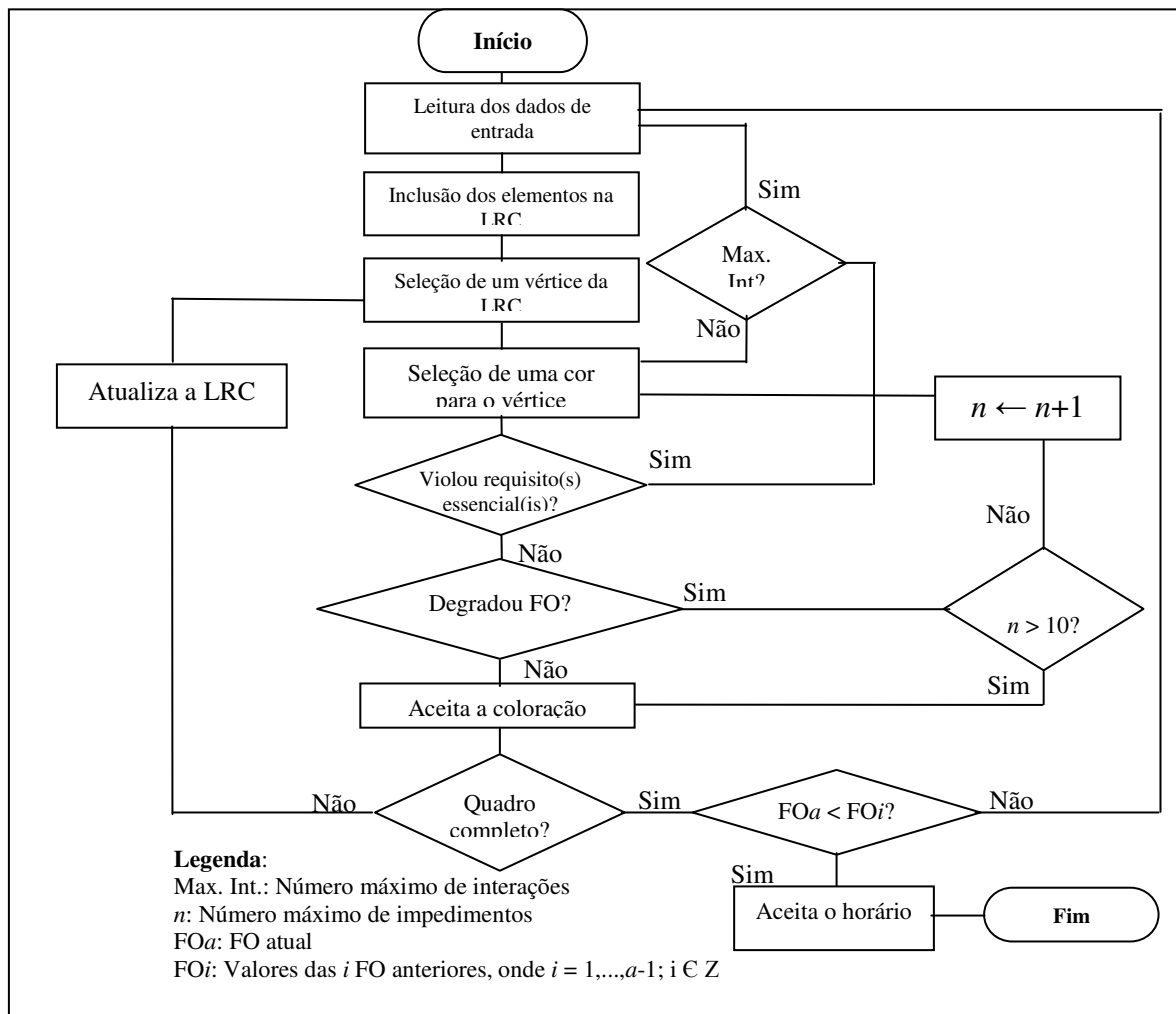 Início
Leitura dos dados de
entrada
Sim
Inclusão dos elementos na
LRC
Max.
Int?
Seleção de um vértice da
LRC
Não
Atualiza a LRC
Seleção de uma cor
para o vértice
n ← n+1
Sim
Violou requisito(s)
essencial(is)?
Não
Não
Degradou FO?
Sim
n > 10?
Não
Sim
Aceita a coloração
Não
Quadro
completo?
Sim
FOa < FOi?
Não
Legenda:
Sim
Max. Int.: Número máximo de interações
n: Número máximo de impedimentos
Aceita o horário
Fim
FOa: FO atual
FOi: Valores das i FO anteriores, onde i = 1,...,a-1; i Є Z